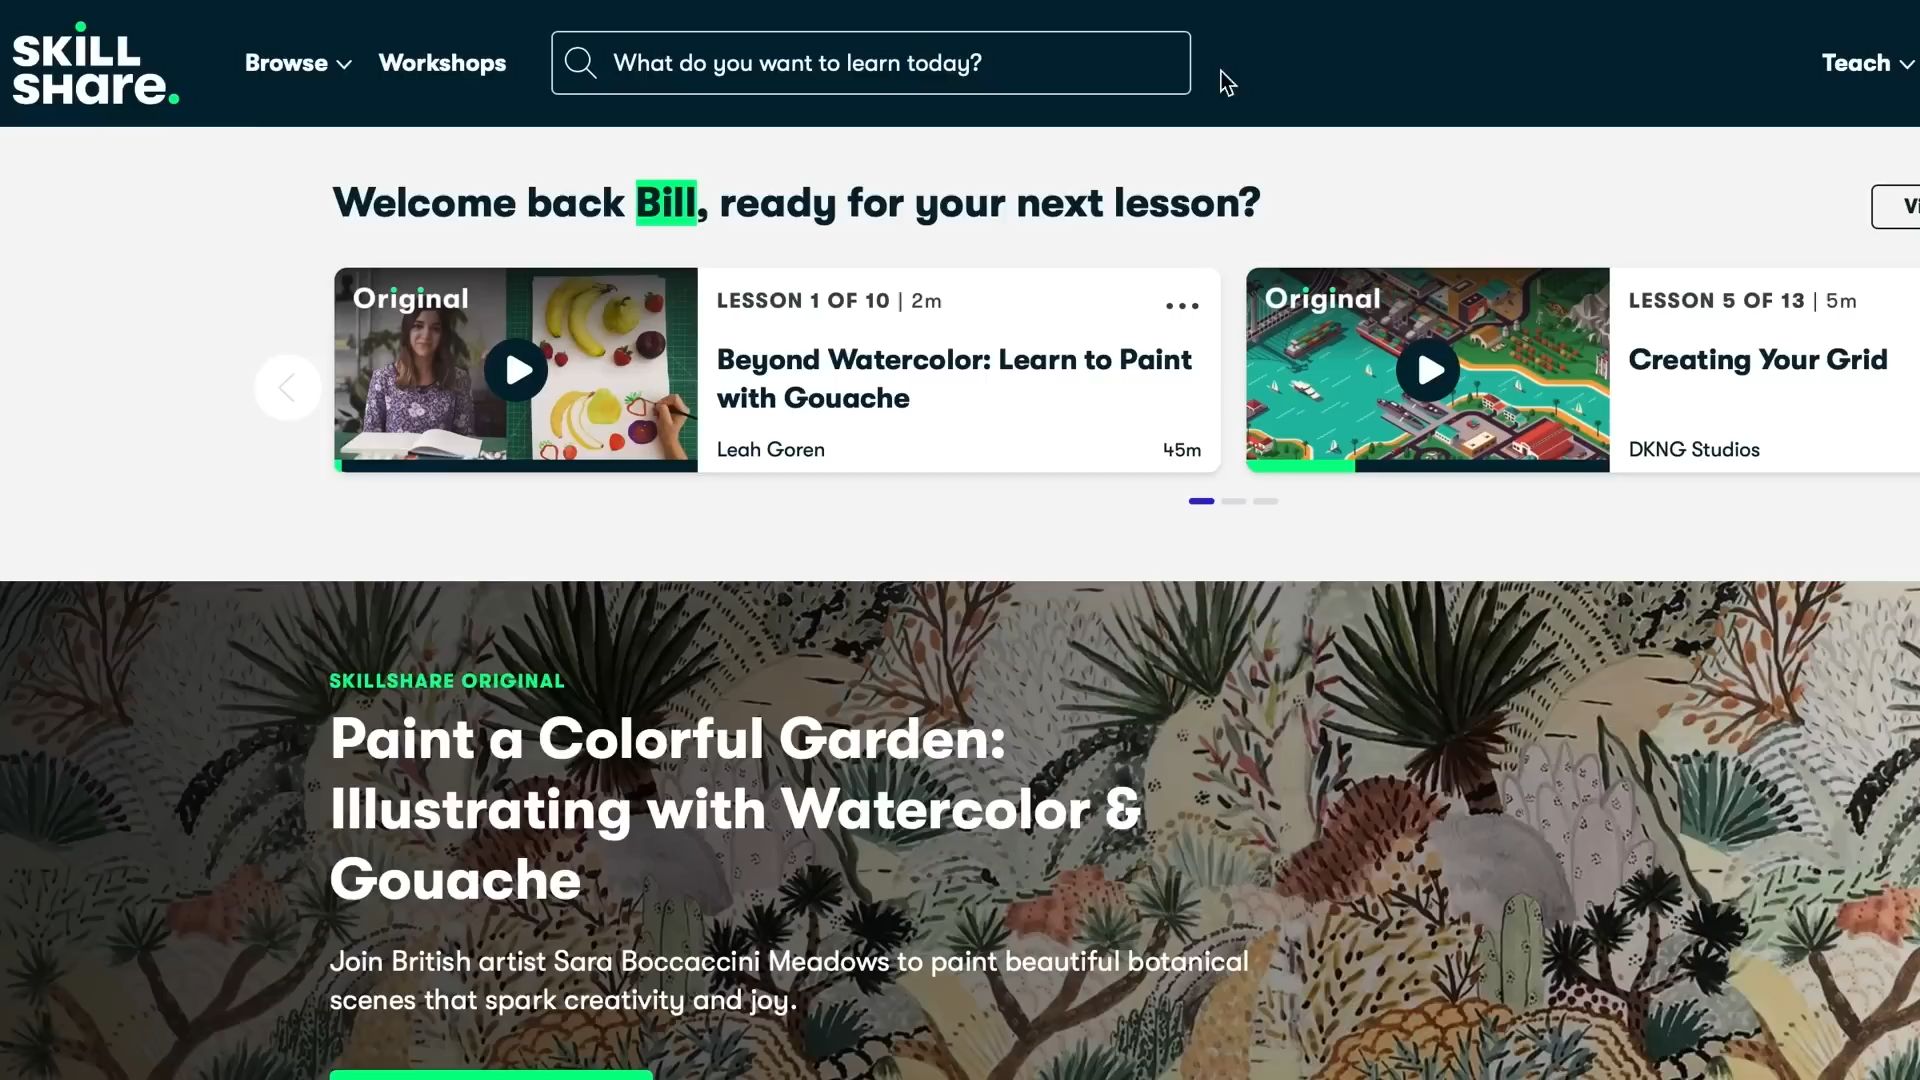 SKiLL
SHare.
Browse
Workshops
What do you want to learn today?
Teach
Welcome back Bill, ready for your next lesson?
Original
LESSON 1 OF 10 | 2m
Beyond Watercolor: Learn to Paint
with Gouache
Leah Goren
45m
Original
LESSON 5 OF 13 | 5m
Creating Your Grid
DKNG Studios
SKILLSHARE ORIGINAL
Paint a Colorful Garden:
Illustrating with Watercolor &
Gouache
Join British artist Sara Boccaccini Meadows to paint beautiful botanical
scenes that spark creativity and joy.